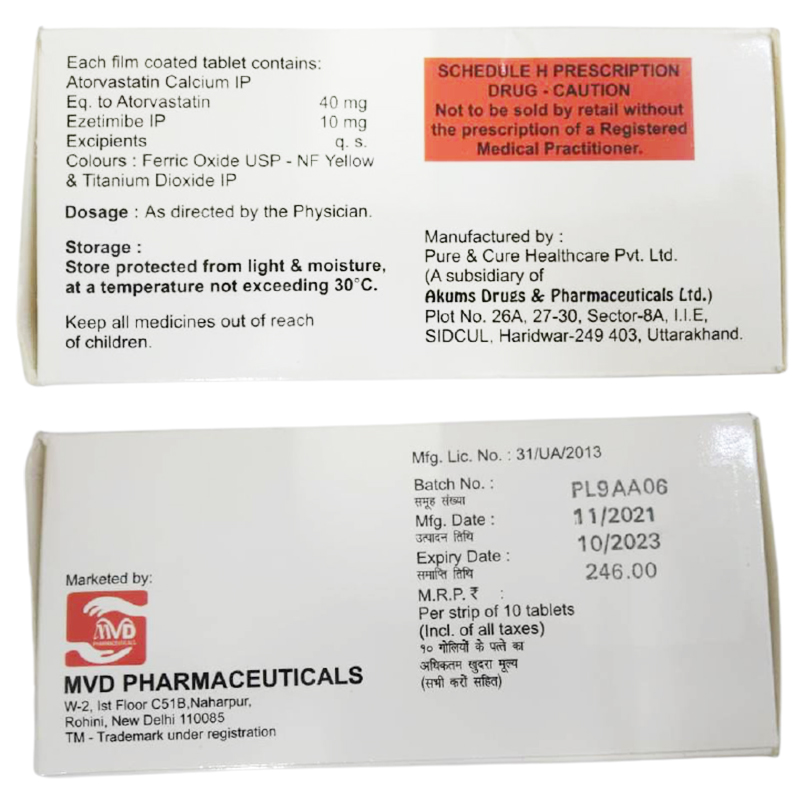 Each film coated tablet contains:
Atorvastatin Calcium IP
Eq. to Atorvastatin 40 mg
Ezetimibe IP 10 mg
Excipients q. s.
Colours : Ferric Oxide USP - NF Yellow
& Titanium Dioxide IP
Dosage : As directed by the Physician.
Storage :
Store protected from light & moisture,
at a temperature not exceeding 30°C.
Keep all medicines out of reach
of children.
SCHEDULE H PRESCRIPTION
DRUG - CAUTION
Not to be sold by retail without
the prescription of a Registered
Medical Practitioner.
Manufactured by :
Pure & Cure Healthcare Pvt. Ltd.
(A subsidiary of
Akums Drugs & Pharmaceuticals Ltd.)
Plot No. 26A, 27-30, Sector-8A, I.I.E,
SIDCUL, Haridwar-249 403, Uttarakhand.
Marketed by:
MVD
PHARMACEUTICALS
MVD PHARMACEUTICALS
W-2, Ist Floor C51B,Naharpur,
Rohini, New Delhi 110085
TM - Trademark under registration
Mfg. Lic. No. : 31/UA/2013
Batch No. : PL9AA06
समूह संख्या
Mfg. Date : 11/2021
उत्पादन तिथि
Expiry Date : 10/2023
समाप्ति तिथि
M.R.P. ₹ : 246.00
Per strip of 10 tablets
(Incl. of all taxes)
१० गोलियों के पत्ते का
अधिकतम खुदरा मूल्य
(सभी करों सहित)